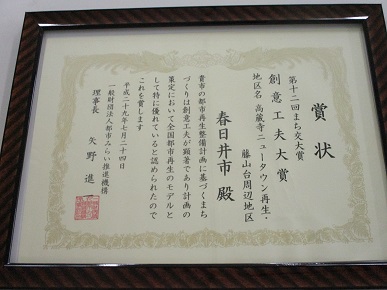 賞状
第十二回まち交大賞
創意工夫大賞
地区名 高蔵寺ニュータウン再生・
藤山台周辺地区
春日井市 殿
貴市の都市再生整備計画に基づくまち
づくりは創意工夫が顕著であり計画の
策定において全国都市再生のモデルと
して特に優れていると認められたので
これを賞します
平成二十九年七月二十四日
一般財団法人都市みらい推進機構
理事長 矢野 進一